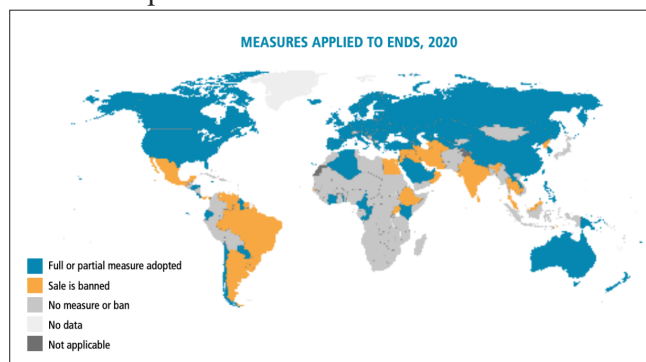 MEASURES APPLIED TO ENDS, 2020
Full or partial measure adopted
Sale is banned
No measure or ban
No data
Not applicable